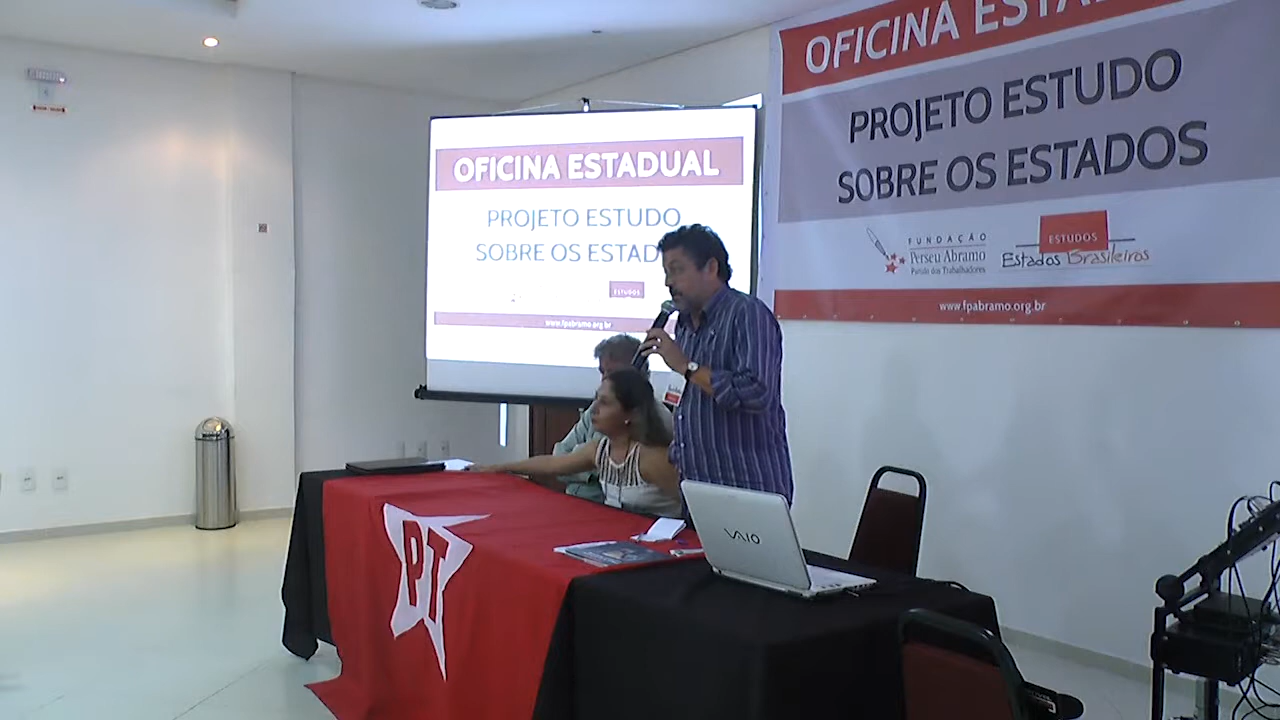 OFICINA ESTADUAL
PROJETO ESTUDO
SOBRE OS ESTAD
ESTUDOS
www.fpabramo.org.br
OFICINA
PROJETO ESTUDO
SOBRE OS ESTADOS
FUNDAÇÃO
Perseu Abramo
Partido dos Trabalhadores
ESTUDOS
Estados Brasileiros
www.fpabramo.org.br
PT
VAIO